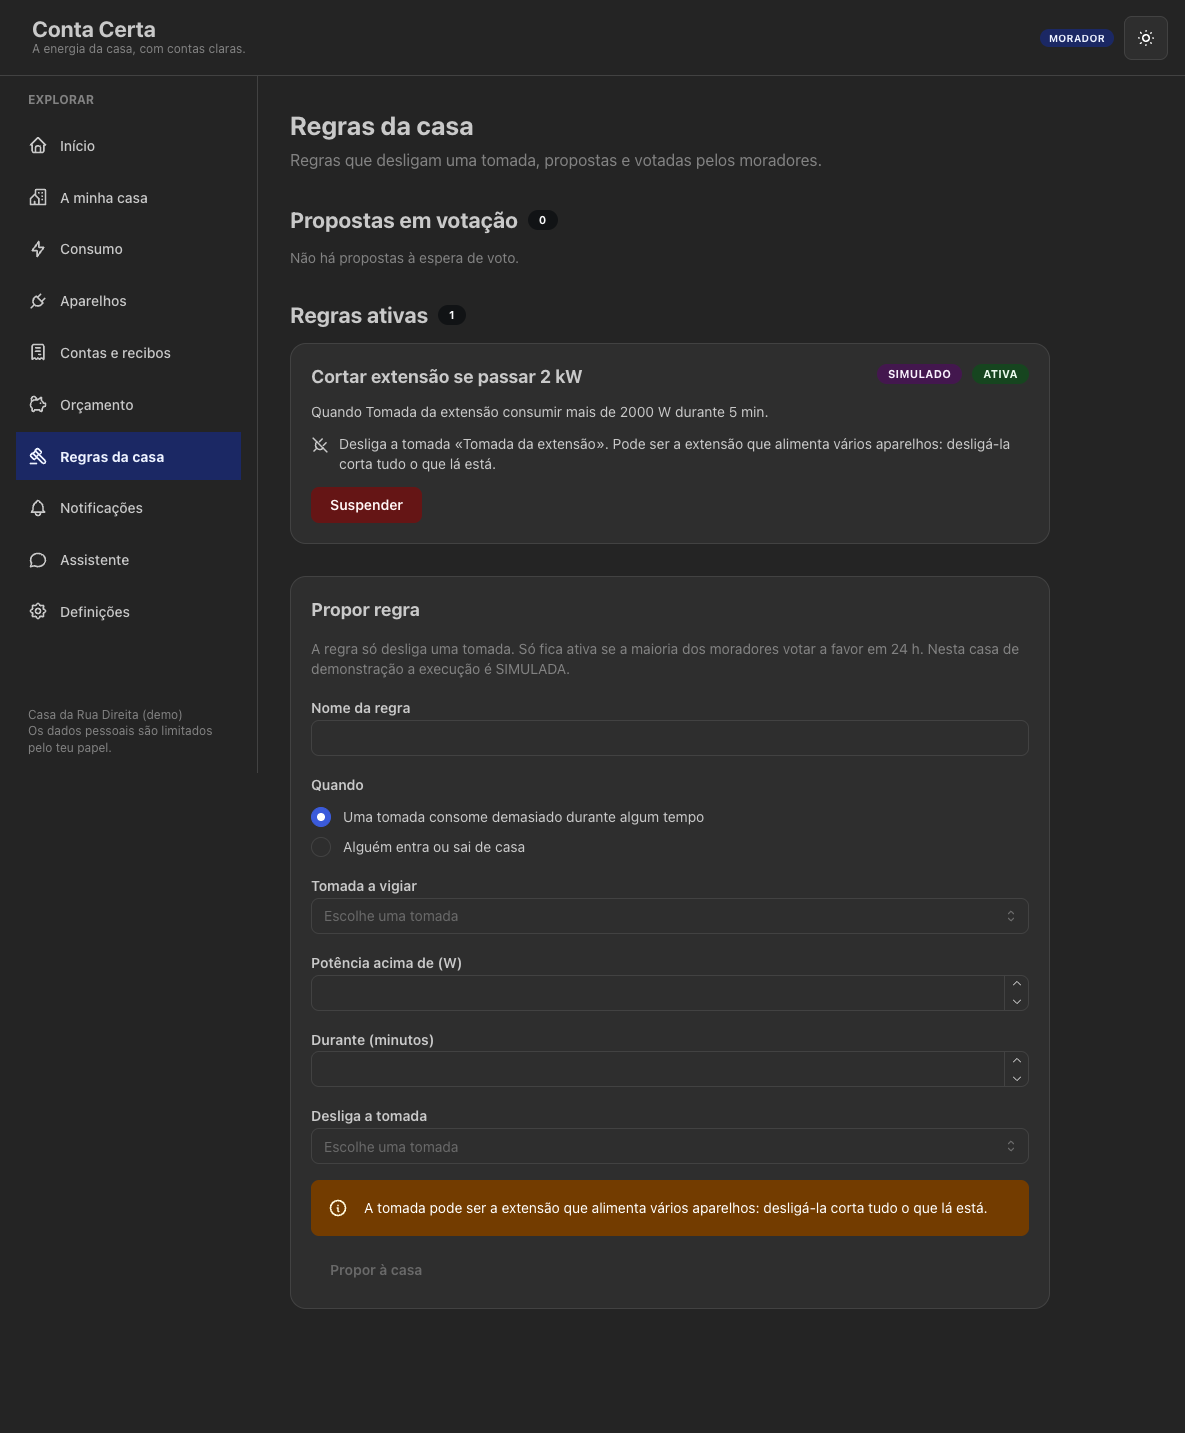 Conta Certa
A energia da casa, com contas claras.
MORADOR
EXPLORAR
Início
A minha casa
Consumo
Aparelhos
Contas e recibos
Orçamento
Regras da casa
Notificações
Assistente
Definições
Casa da Rua Direita (demo)
Os dados pessoais são limitados
pelo teu papel.
Regras da casa
Regras que desligam uma tomada, propostas e votadas pelos moradores.
Propostas em votação 0
Não há propostas à espera de voto.
Regras ativas 1
Cortar extensão se passar 2 kW
SIMULADO
ATIVA
Quando Tomada da extensão consumir mais de 2000 W durante 5 min.
Desliga a tomada «Tomada da extensão». Pode ser a extensão que alimenta vários aparelhos: desligá-la
corta tudo o que lá está.
Suspender
Propor regra
A regra só desliga uma tomada. Só fica ativa se a maioria dos moradores votar a favor em 24 h. Nesta casa de
demonstração a execução é SIMULADA.
Nome da regra
Quando
Uma tomada consome demasiado durante algum tempo
Alguém entra ou sai de casa
Tomada a vigiar
Escolhe uma tomada
Potência acima de (W)
Durante (minutos)
Desliga a tomada
Escolhe uma tomada
A tomada pode ser a extensão que alimenta vários aparelhos: desligá-la corta tudo o que lá está.
Propor à casa